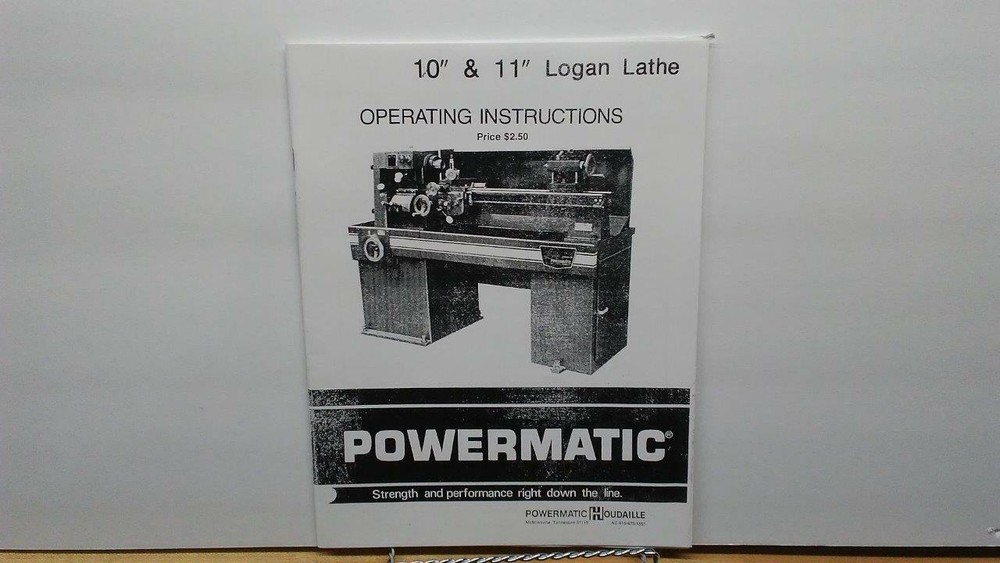 10" & 11" Logan Lathe
OPERATING INSTRUCTIONS
Price $2.50
POWERMATIC®
Strength and performance right down the line.
POWERMATIC HOUDAILLE